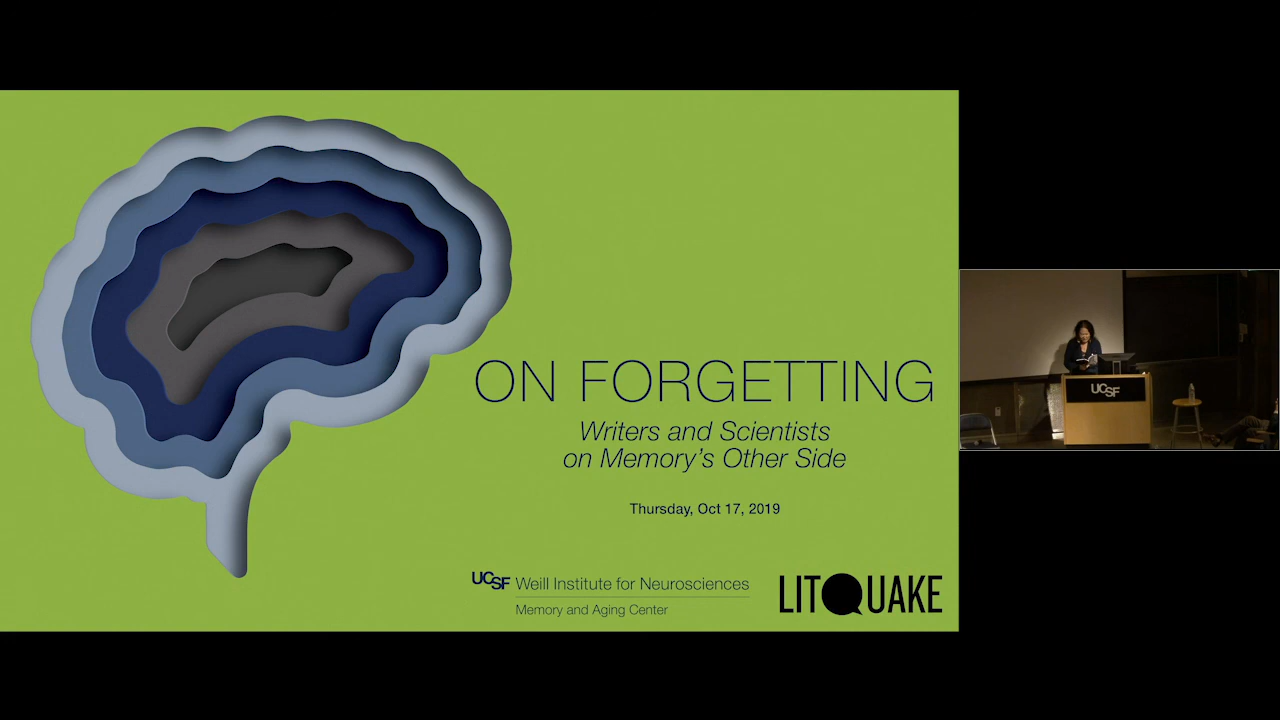 ON FORGETTING
Writers and Scientists
on Memory's Other Side
Thursday, Oct 17, 2019
UCSF Weill Institute for Neurosciences
Memory and Aging Center
LITQUAKE
UCSF